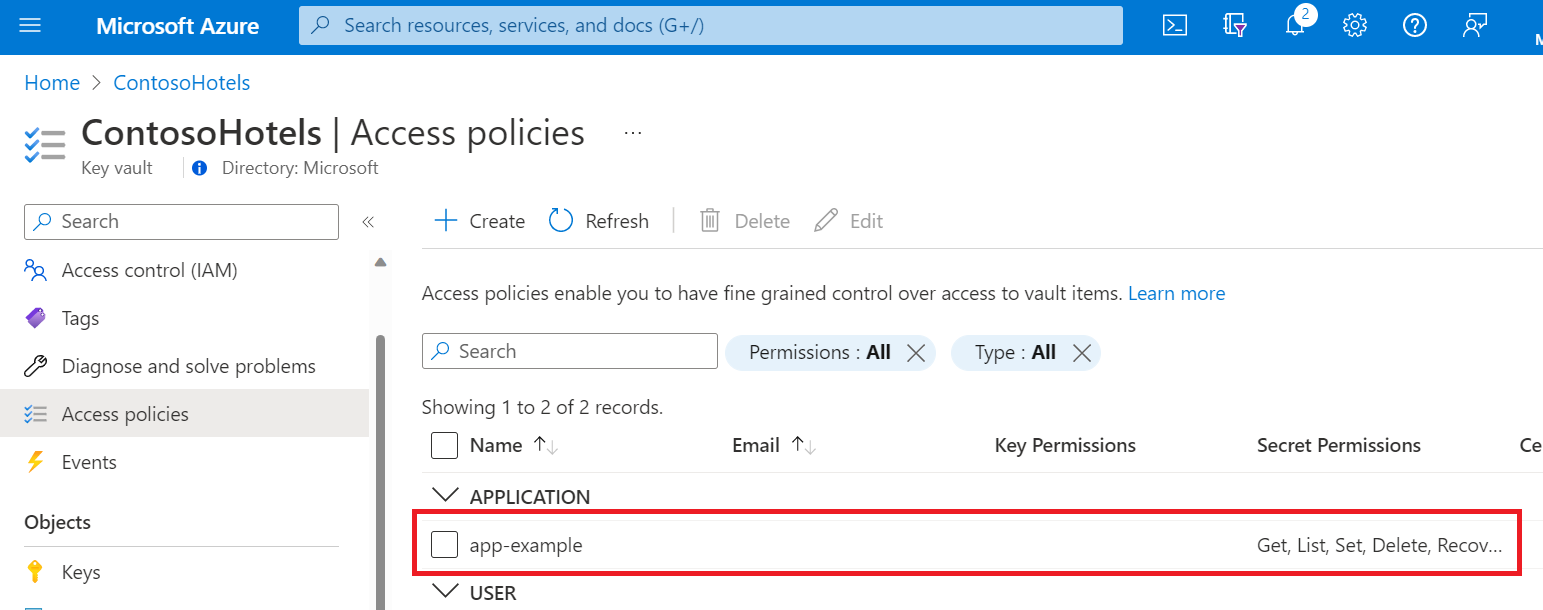 Microsoft Azure
Search resources, services, and docs (G+/)
2
Home > ContosoHotels
ContosoHotels | Access policies ...
Key vault
Directory: Microsoft
Search
«
Access control (IAM)
Tags
Diagnose and solve problems
Access policies
Events
Objects
Keys
Create Refresh Delete Edit
Access policies enable you to have fine grained control over access to vault items. Learn more
Search
Permissions : All
Type : All
Showing 1 to 2 of 2 records.
Name Email Key Permissions Secret Permissions Ce
APPLICATION
app-example Get, List, Set, Delete, Recov...
USER